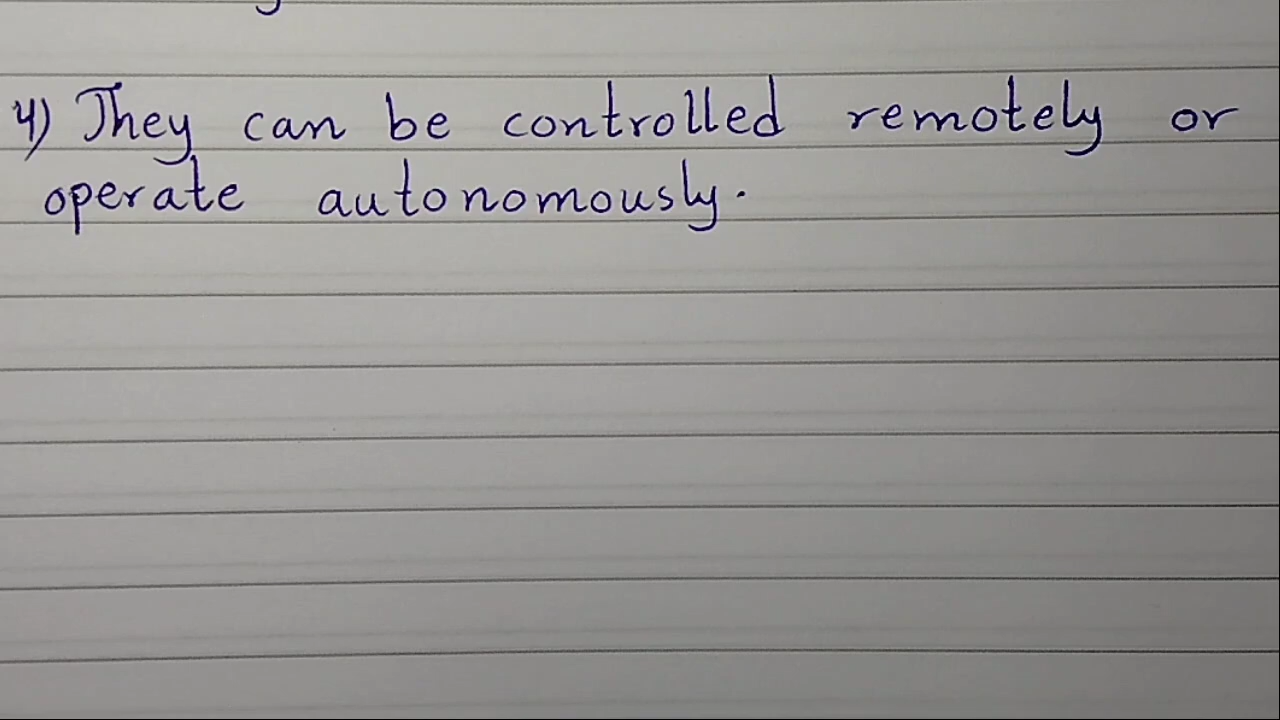 4) They can be controlled remotely or
operate autonomously.